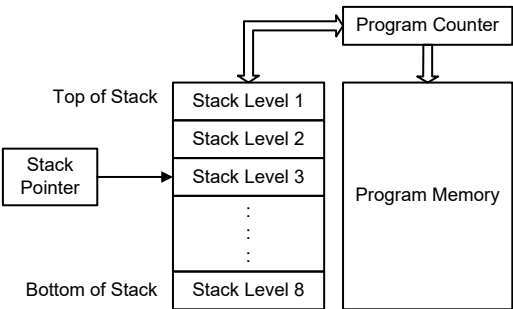 Program Counter
Top of Stack
Stack Level 1
Stack Level 2
Stack
Pointer
Stack Level 3
Program Memory
:
:
:
Bottom of Stack
Stack Level 8